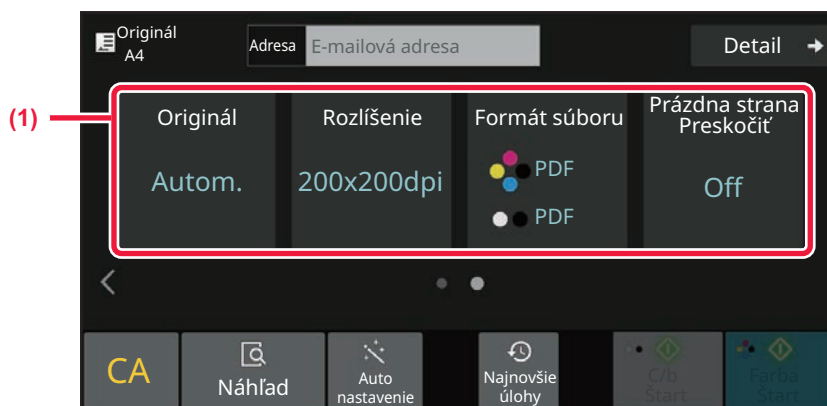 Originál
A4
Adresa
E-mailová adresa
Detail
(1)
Originál
Autom.
Rozlíšenie
200x200dpi
Formát súboru
PDF
PDF
Prázdna strana
Preskočiť
Off
CA
Náhľad
Auto
nastavenie
Najnovšie
úlohy
C/b
Štart
Farba
Štart